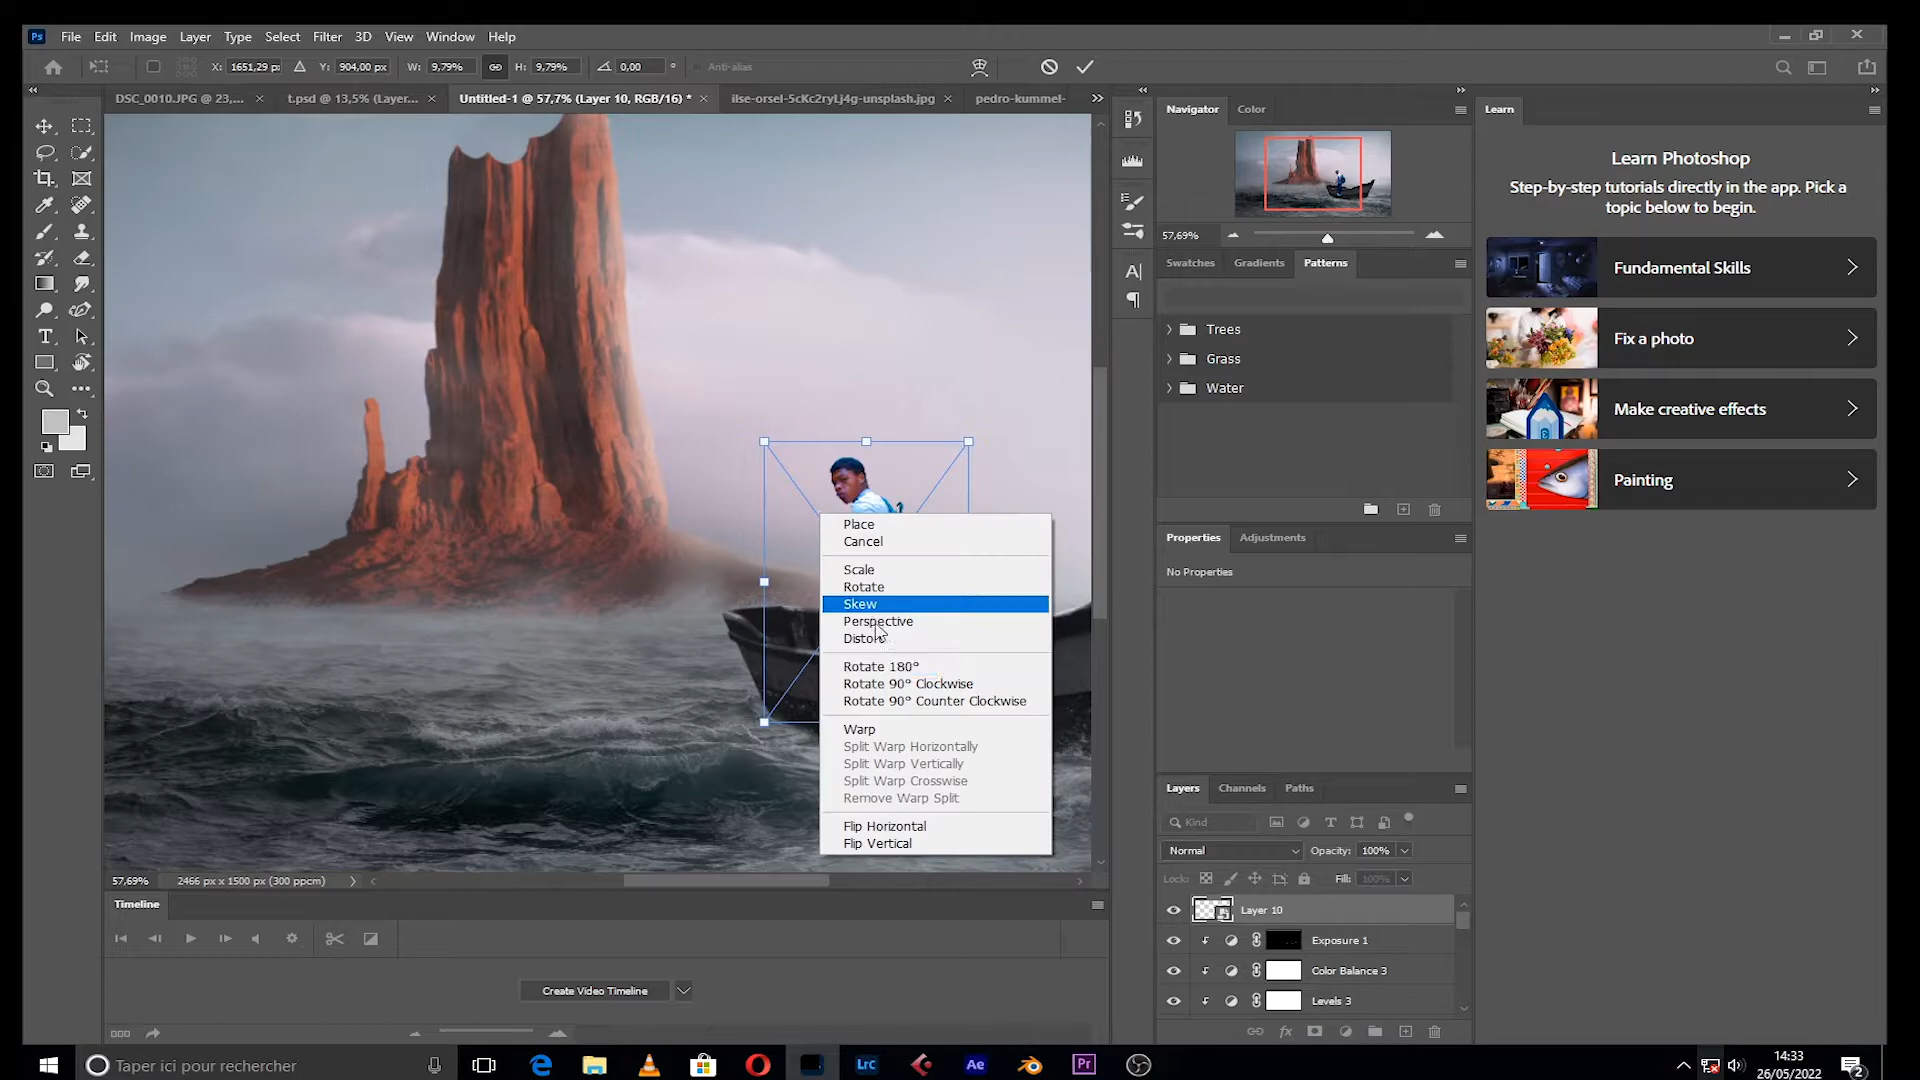 Ps File Edit Image Layer Type Select Filter 3D View Window Help
X: 1651,29 p: Y: 904,00 px W: 9,79% H: 9,79% 0,00 ° Anti-alias
DSC_0010.JPG @ 23,... × t.psd @ 13,5% (Layer... × Untitled-1 @ 57,7% (Layer 10, RGB/16) * × ilse-orsel-5cKc2ryLj4g-unsplash.jpg × pedro-kummel-
Navigator Color
Learn
Learn Photoshop
Step-by-step tutorials directly in the app. Pick a
topic below to begin.
57,69%
Swatches Gradients Patterns
Fundamental Skills
Trees
Fix a photo
Grass
Water
Make creative effects
Painting
Place
Cancel
Scale
Rotate
Skew
Perspective
Distort
Rotate 180°
Rotate 90° Clockwise
Rotate 90° Counter Clockwise
Warp
Split Warp Horizontally
Split Warp Vertically
Split Warp Crosswise
Remove Warp Split
Flip Horizontal
Flip Vertical
Properties Adjustments
No Properties
Layers Channels Paths
Kind
Normal Opacity: 100%
Lock: Fill: 100%
Layer 10
Exposure 1
Color Balance 3
Levels 3
57,69% 2466 px x 1500 px (300 ppcm)
Timeline
Create Video Timeline
Taper ici pour rechercher
Lrc Ae Pr
14:33
26/05/2022
2